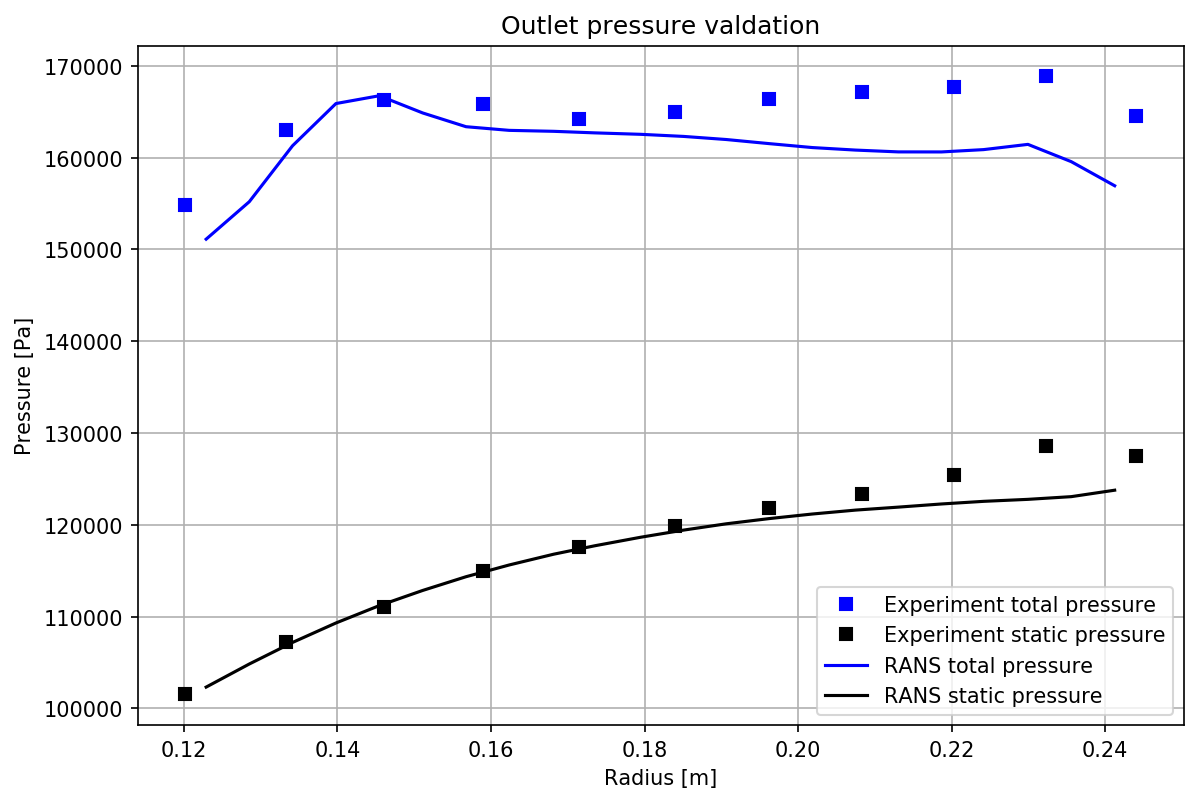 Outlet pressure valdation
170000
160000
150000
140000
130000
120000
110000
100000
Pressure [Pa]
0.12
0.14
0.16
0.18
0.20
0.22
0.24
Radius [m]
Experiment total pressure
Experiment static pressure
RANS total pressure
RANS static pressure